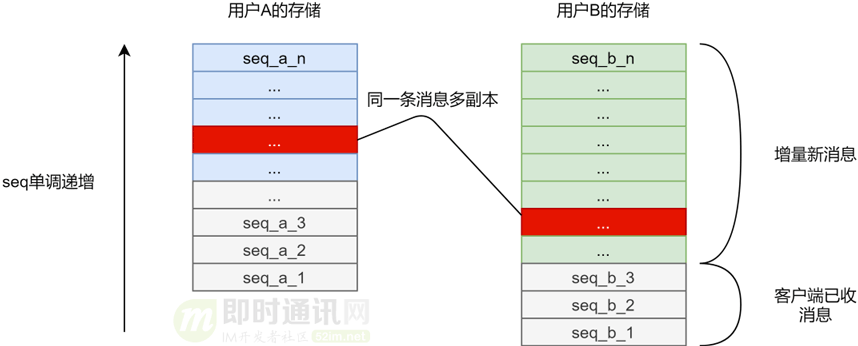 用户A的存储
用户B的存储
seq_a_n
...
...
...
...
...
seq_a_3
seq_a_2
seq_a_1
seq_b_n
...
...
...
...
...
...
...
seq_b_3
seq_b_2
seq_b_1
同一条消息多副本
seq单调递增
增量新消息
客户端已收
消息
即时通讯网
IM开发者社区 52im.net